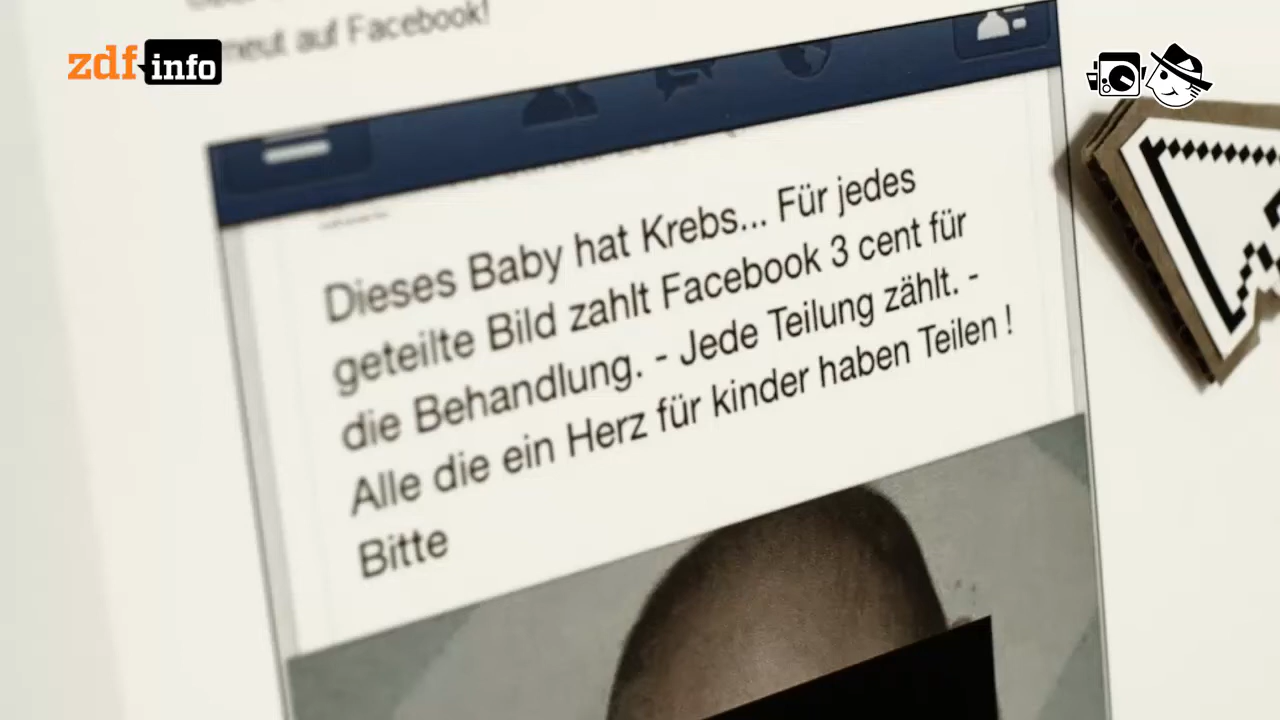 auf Facebook!
zdf info
Dieses Baby hat Krebs... Für jedes
geteilte Bild zahlt Facebook 3 cent für
die Behandlung. - Jede Teilung zählt. -
Alle die ein Herz für kinder haben Teilen !
Bitte